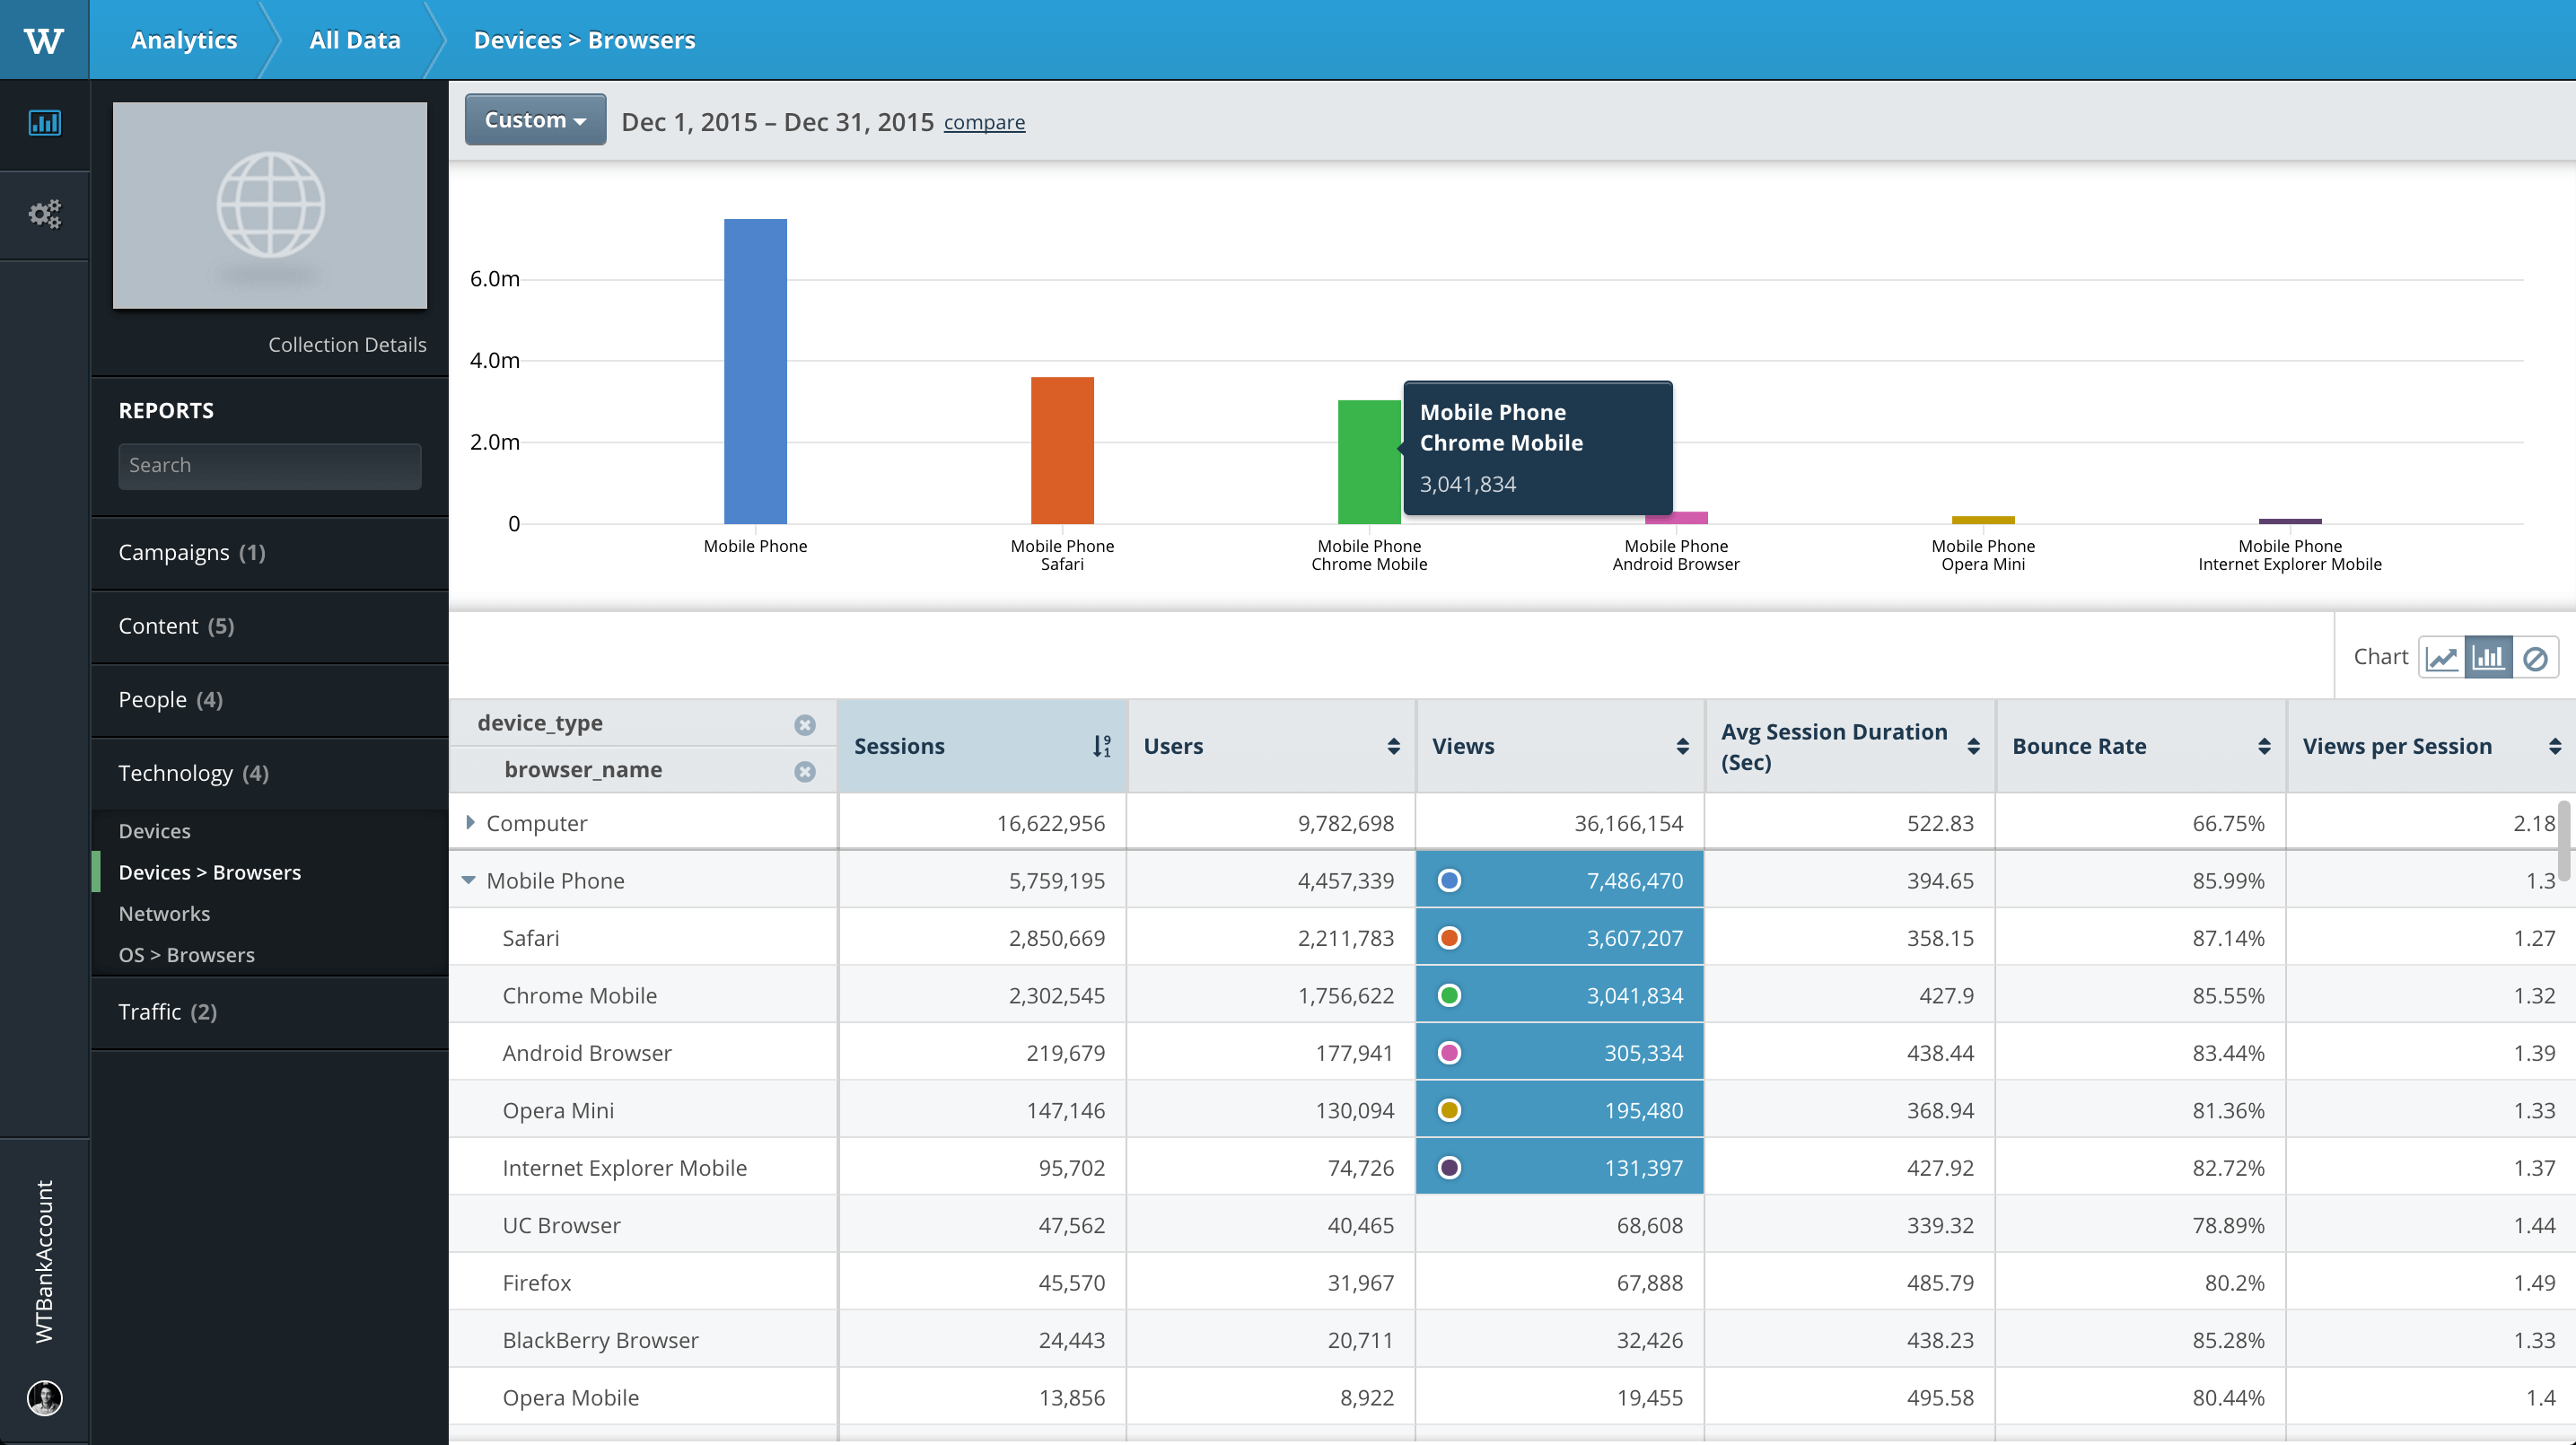 W
Analytics
All Data
Devices > Browsers
Custom
Dec 1, 2015 – Dec 31, 2015 compare
Collection Details
REPORTS
Search
Campaigns (1)
Content (5)
People (4)
Technology (4)
Devices
Devices > Browsers
Networks
OS > Browsers
Traffic (2)
WTBankAccount
6.0m
4.0m
2.0m
0
Mobile Phone
Chrome Mobile
3,041,834
Mobile Phone
Mobile Phone
Safari
Mobile Phone
Chrome Mobile
Mobile Phone
Android Browser
Mobile Phone
Opera Mini
Mobile Phone
Internet Explorer Mobile
Chart
device_type
browser_name
Sessions
9
1
Users
Views
Avg Session Duration
(Sec)
Bounce Rate
Views per Session
Computer 16,622,956 9,782,698 36,166,154 522.83 66.75% 2.18
Mobile Phone 5,759,195 4,457,339 7,486,470 394.65 85.99% 1.3
Safari 2,850,669 2,211,783 3,607,207 358.15 87.14% 1.27
Chrome Mobile 2,302,545 1,756,622 3,041,834 427.9 85.55% 1.32
Android Browser 219,679 177,941 305,334 438.44 83.44% 1.39
Opera Mini 147,146 130,094 195,480 368.94 81.36% 1.33
Internet Explorer Mobile 95,702 74,726 131,397 427.92 82.72% 1.37
UC Browser 47,562 40,465 68,608 339.32 78.89% 1.44
Firefox 45,570 31,967 67,888 485.79 80.2% 1.49
BlackBerry Browser 24,443 20,711 32,426 438.23 85.28% 1.33
Opera Mobile 13,856 8,922 19,455 495.58 80.44% 1.4